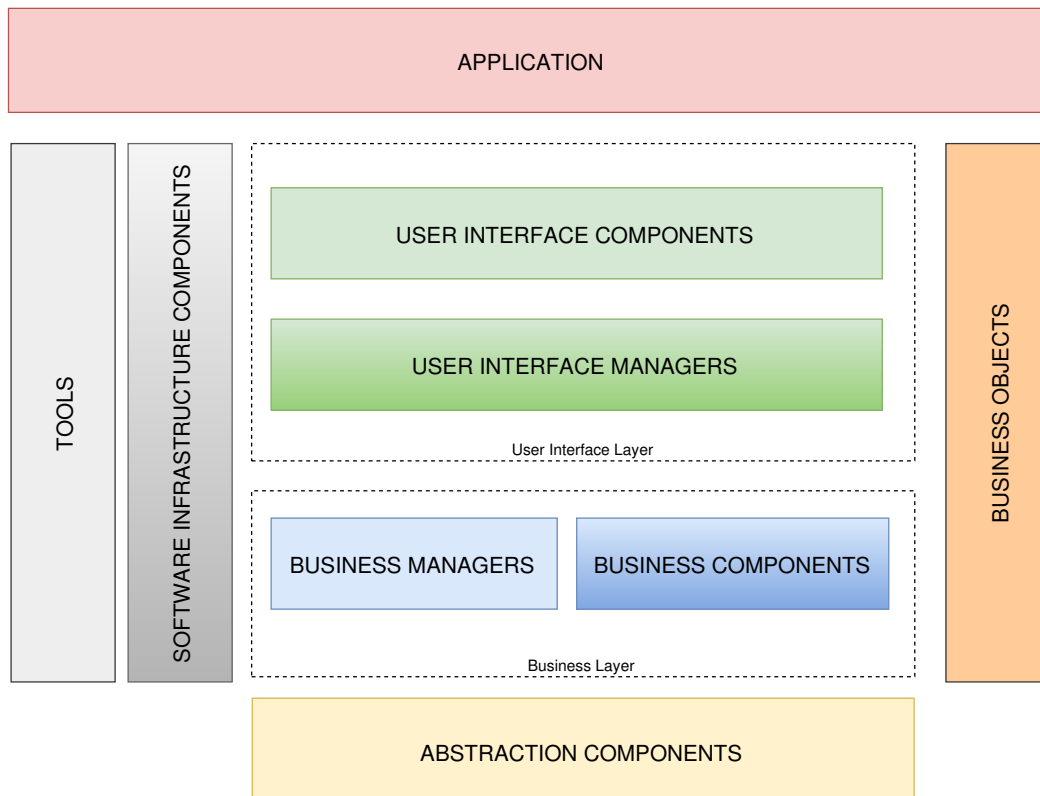 APPLICATION
TOOLS
SOFTWARE INFRASTRUCTURE COMPONENTS
USER INTERFACE COMPONENTS
USER INTERFACE MANAGERS
User Interface Layer
BUSINESS MANAGERS
BUSINESS COMPONENTS
Business Layer
BUSINESS OBJECTS
ABSTRACTION COMPONENTS